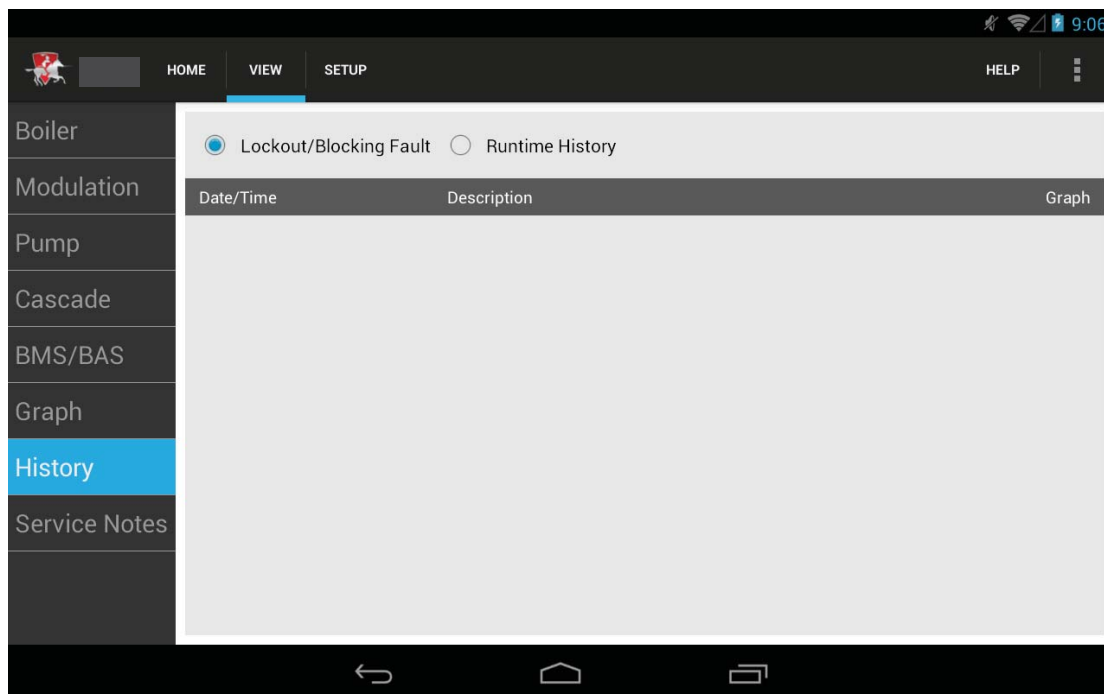 9:06
HOME VIEW SETUP HELP
Boiler
Modulation
Pump
Cascade
BMS/BAS
Graph
History
Service Notes
Lockout/Blocking Fault Runtime History
Date/Time Description Graph